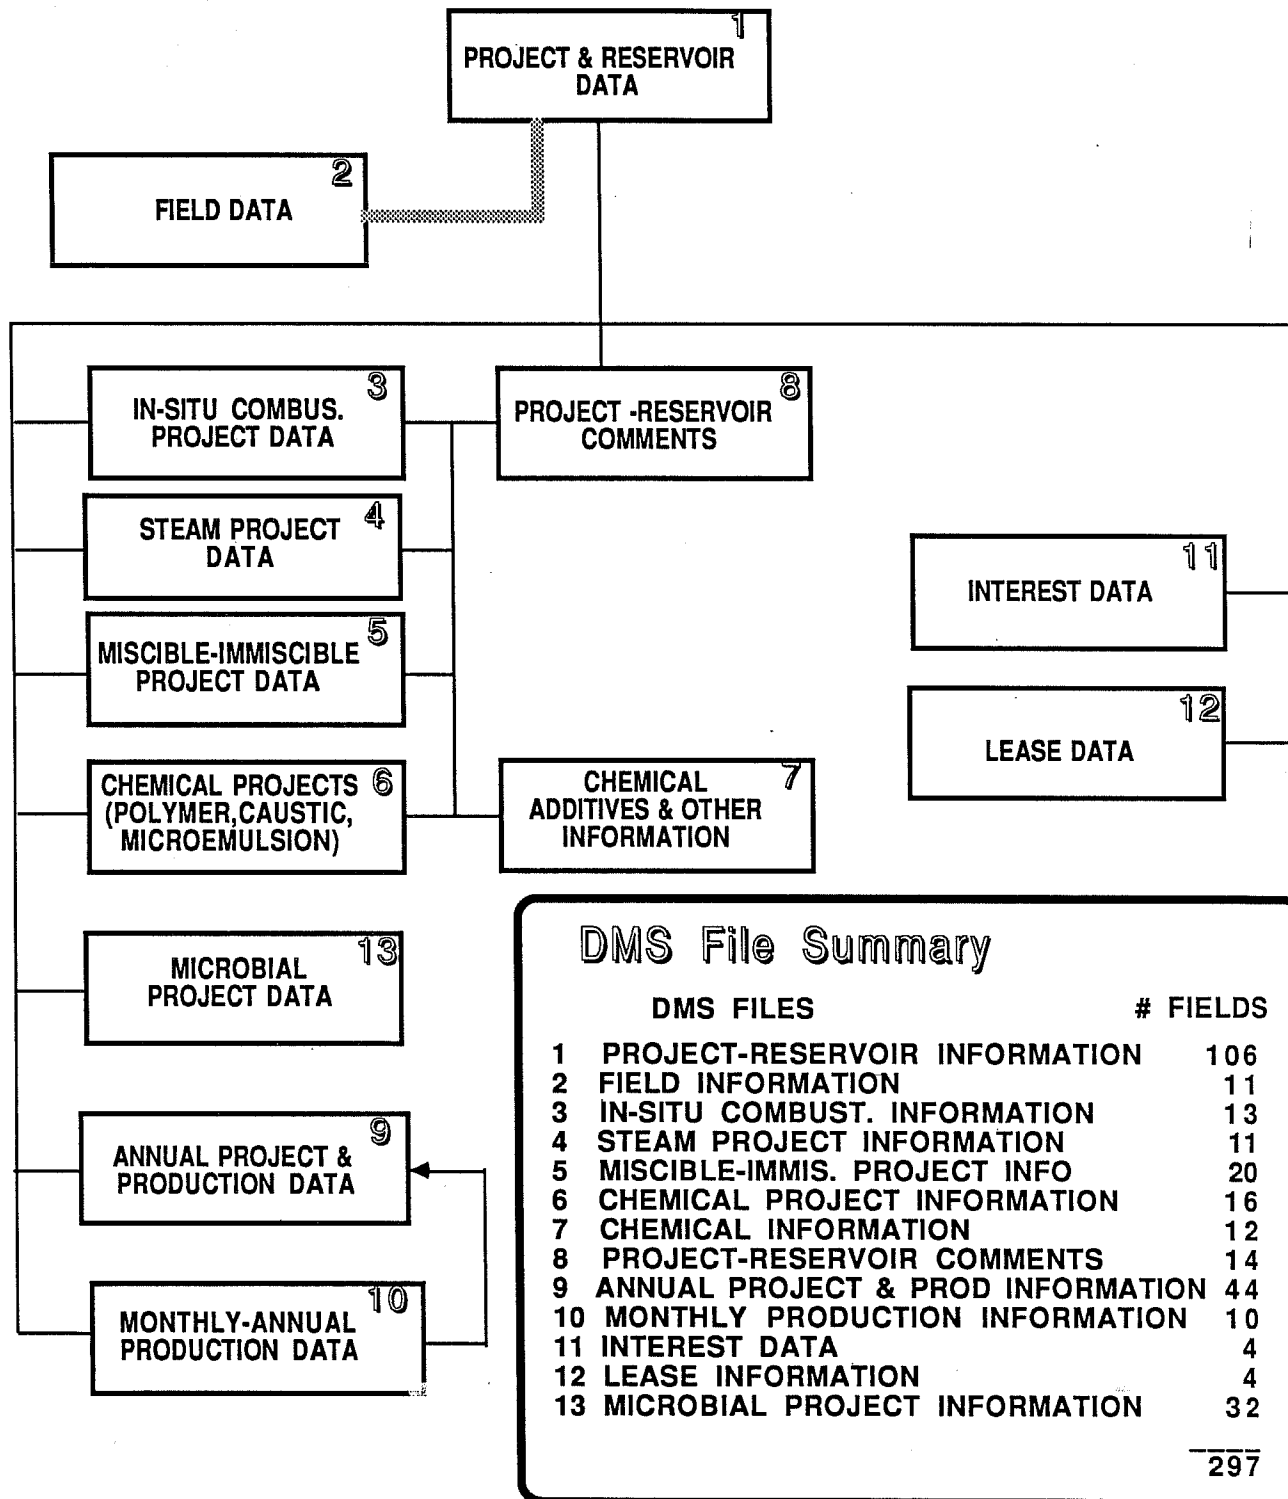 1
PROJECT & RESERVOIR
DATA
2
FIELD DATA
3
IN-SITU COMBUS.
PROJECT DATA
8
PROJECT -RESERVOIR
COMMENTS
4
STEAM PROJECT
DATA
11
INTEREST DATA
5
MISCIBLE-IMMISCIBLE
PROJECT DATA
12
LEASE DATA
6
CHEMICAL PROJECTS
(POLYMER,CAUSTIC,
MICROEMULSION)
7
CHEMICAL
ADDITIVES & OTHER
INFORMATION
13
MICROBIAL
PROJECT DATA
9
ANNUAL PROJECT &
PRODUCTION DATA
10
MONTHLY-ANNUAL
PRODUCTION DATA
DMS File Summary
DMS FILES # FIELDS
1 PROJECT-RESERVOIR INFORMATION 106
2 FIELD INFORMATION 11
3 IN-SITU COMBUST. INFORMATION 13
4 STEAM PROJECT INFORMATION 11
5 MISCIBLE-IMMIS. PROJECT INFO 20
6 CHEMICAL PROJECT INFORMATION 16
7 CHEMICAL INFORMATION 12
8 PROJECT-RESERVOIR COMMENTS 14
9 ANNUAL PROJECT & PROD INFORMATION 44
10 MONTHLY PRODUCTION INFORMATION 10
11 INTEREST DATA 4
12 LEASE INFORMATION 4
13 MICROBIAL PROJECT INFORMATION 32
297